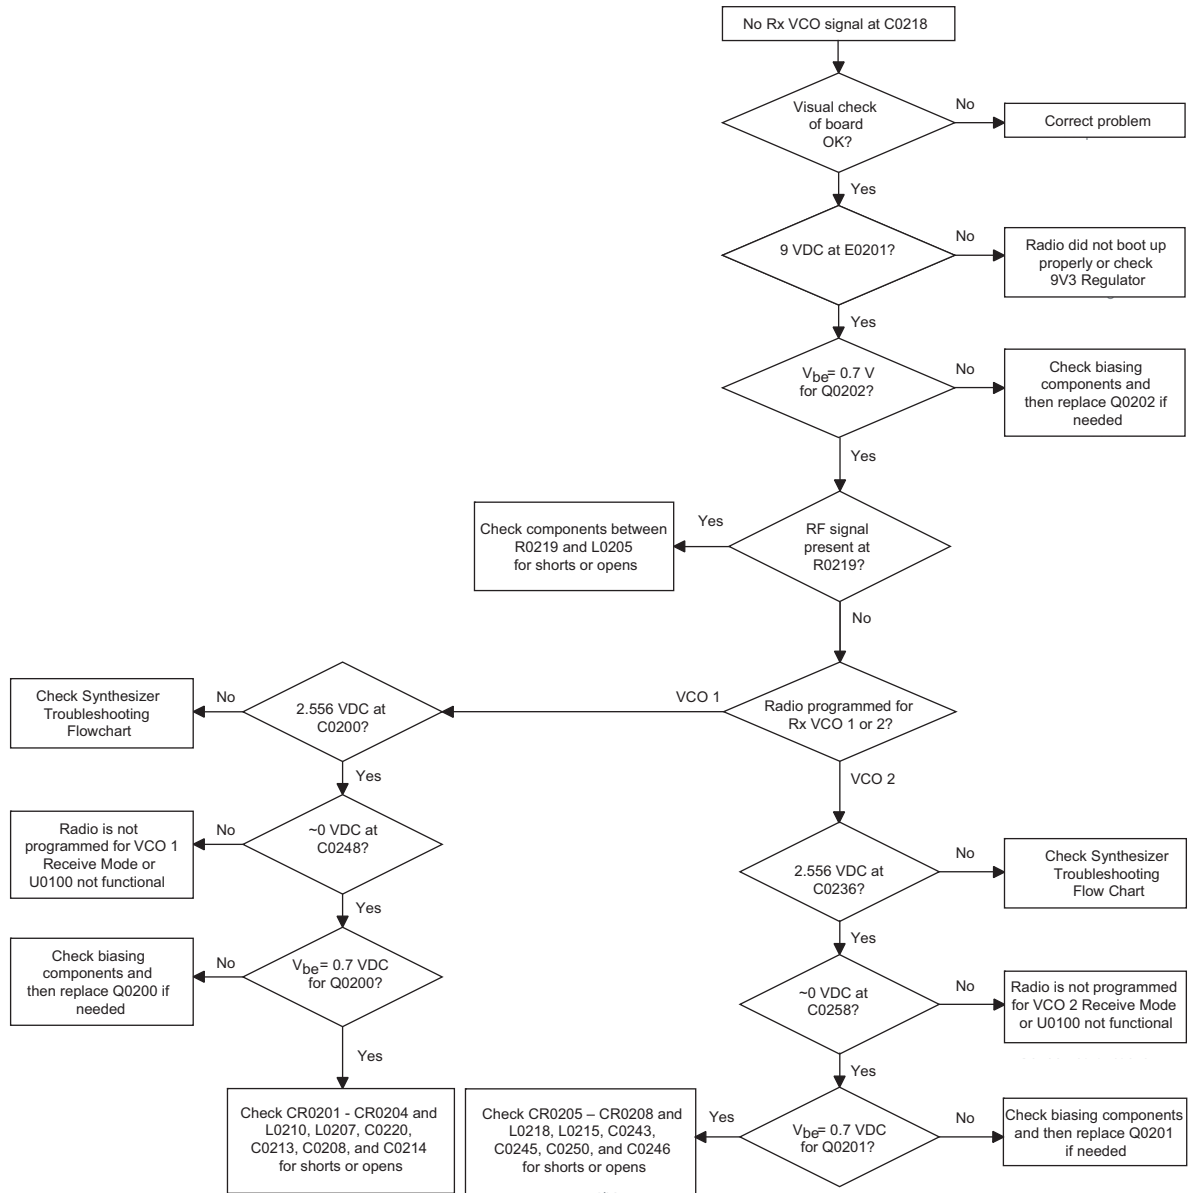 No Rx VCO signal at C0218
Visual check
of board
OK?
No
Correct problem
Yes
9 VDC at E0201?
No
Radio did not boot up
properly or check
9V3 Regulator
Yes
Vbe= 0.7 V
for Q0202?
No
Check biasing
components and
then replace Q0202 if
needed
Yes
RF signal
present at
R0219?
Yes
Check components between
R0219 and L0205
for shorts or opens
No
Radio programmed for
Rx VCO 1 or 2?
VCO 1
2.556 VDC at
C0200?
No
Check Synthesizer
Troubleshooting
Flowchart
Yes
~0 VDC at
C0248?
No
Radio is not
programmed for VCO 1
Receive Mode or
U0100 not functional
Yes
Vbe= 0.7 VDC
for Q0200?
No
Check biasing
components and
then replace Q0200 if
needed
Yes
Check CR0201 - CR0204 and
L0210, L0207, C0220,
C0213, C0208, and C0214
for shorts or opens
VCO 2
2.556 VDC at
C0236?
No
Check Synthesizer
Troubleshooting
Flow Chart
Yes
~0 VDC at
C0258?
No
Radio is not programmed
for VCO 2 Receive Mode
or U0100 not functional
Yes
Vbe= 0.7 VDC
for Q0201?
No
Check biasing components
and then replace Q0201
if needed
Yes
Check CR0205 – CR0208 and
L0218, L0215, C0243,
C0245, C0250, and C0246
for shorts or opens